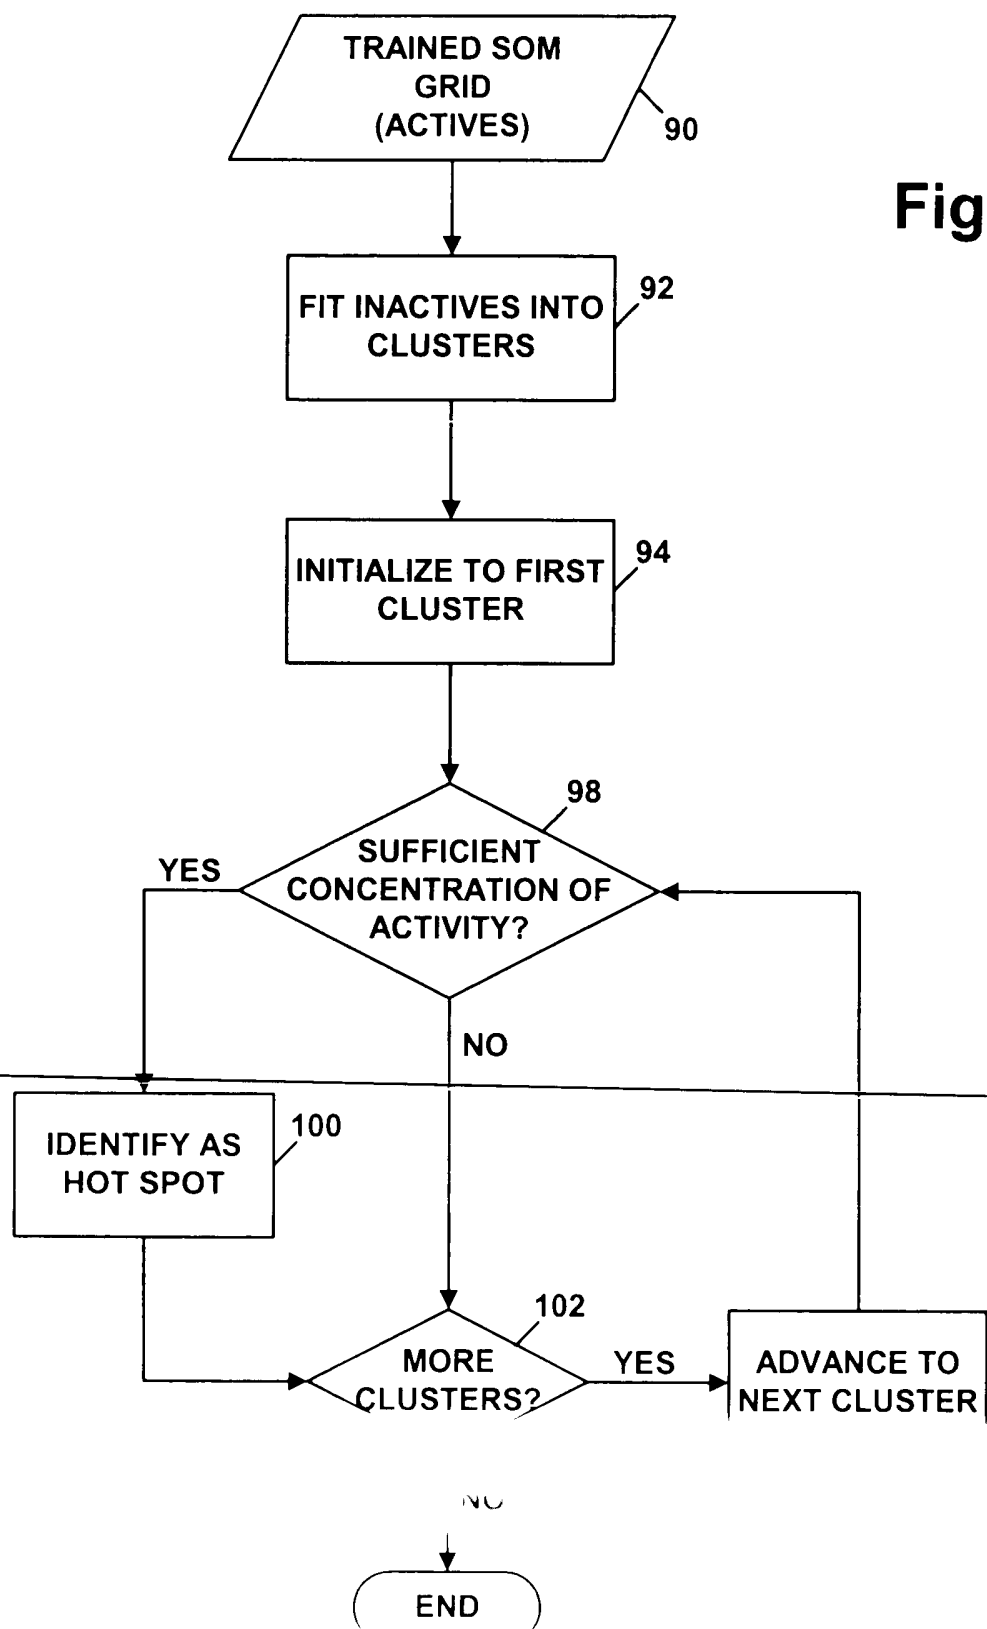 TRAINED SOM
GRID
(ACTIVES)
90
Fig
FIT INACTIVES INTO
CLUSTERS
92
INITIALIZE TO FIRST
CLUSTER
94
98
SUFFICIENT
CONCENTRATION OF
ACTIVITY?
YES
NO
IDENTIFY AS
HOT SPOT
100
102
MORE
CLUSTERS?
YES
ADVANCE TO
NEXT CLUSTER
NO
END